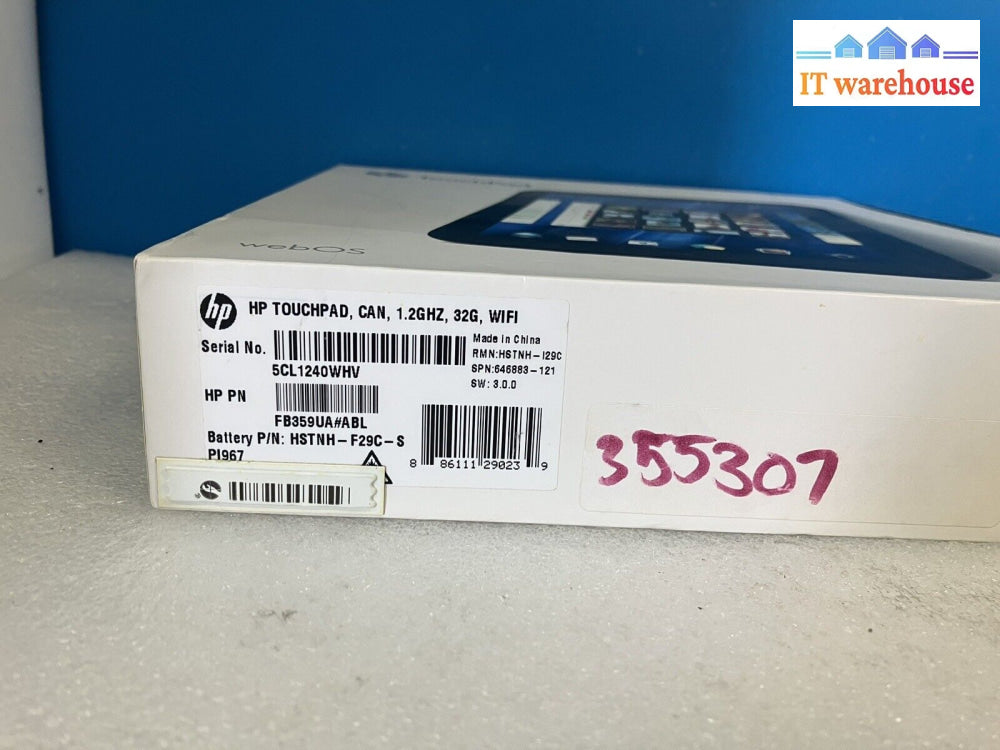 IT warehouse
webOS
hp
HP TOUCHPAD, CAN, 1.2GHZ, 32G, WIFI
Serial No.
5CL1240WHV
Made in China
RMN:HSTNH-I29C
SPN:646883-121
SW: 3.0.0
HP PN
FB359UA#ABL
Battery P/N: HSTNH-F29C-S
PI967
8 86111 29023 9
355307